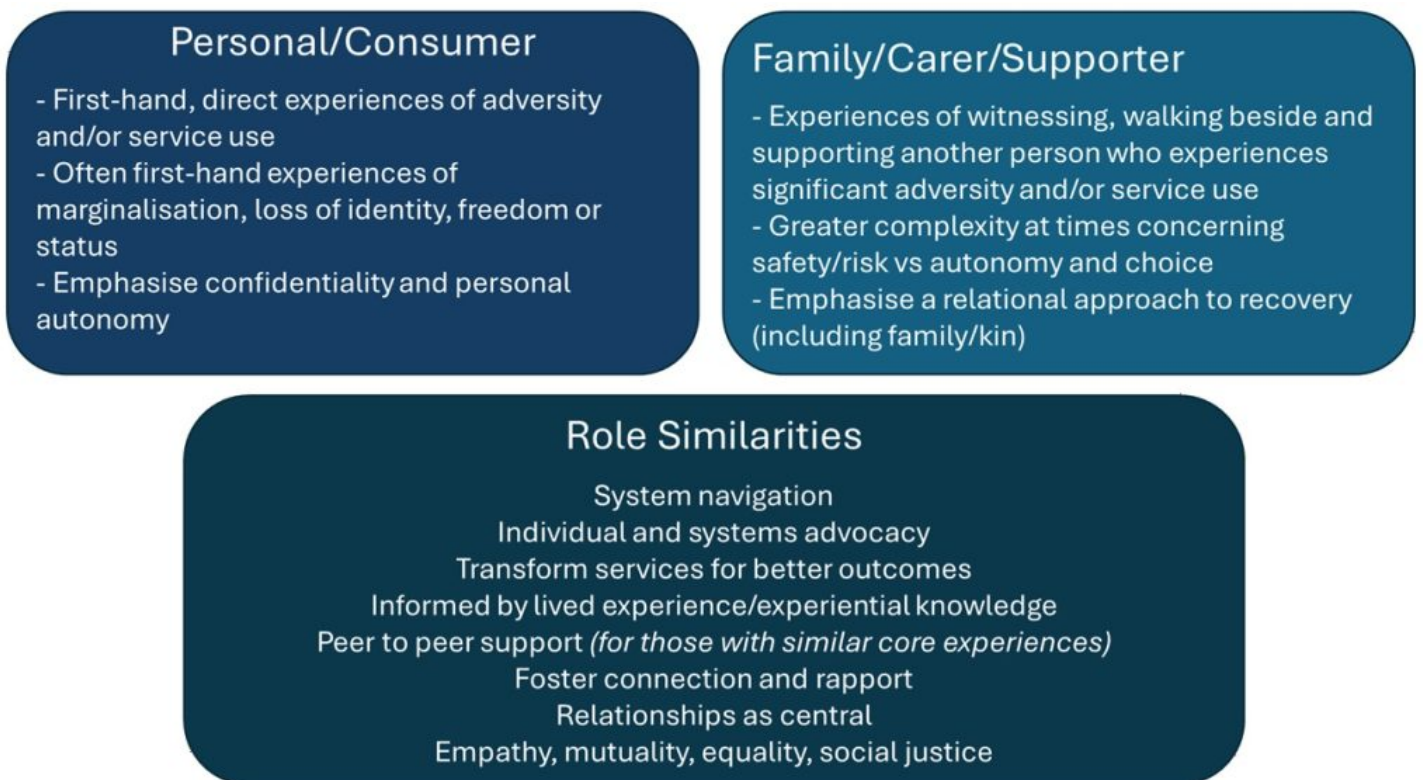 Personal/Consumer
- First-hand, direct experiences of adversity
and/or service use
- Often first-hand experiences of
marginalisation, loss of identity, freedom or
status
- Emphasise confidentiality and personal
autonomy
Family/Carer/Supporter
- Experiences of witnessing, walking beside and
supporting another person who experiences
significant adversity and/or service use
- Greater complexity at times concerning
safety/risk vs autonomy and choice
- Emphasise a relational approach to recovery
(including family/kin)
Role Similarities
System navigation
Individual and systems advocacy
Transform services for better outcomes
Informed by lived experience/experiential knowledge
Peer to peer support (for those with similar core experiences)
Foster connection and rapport
Relationships as central
Empathy, mutuality, equality, social justice